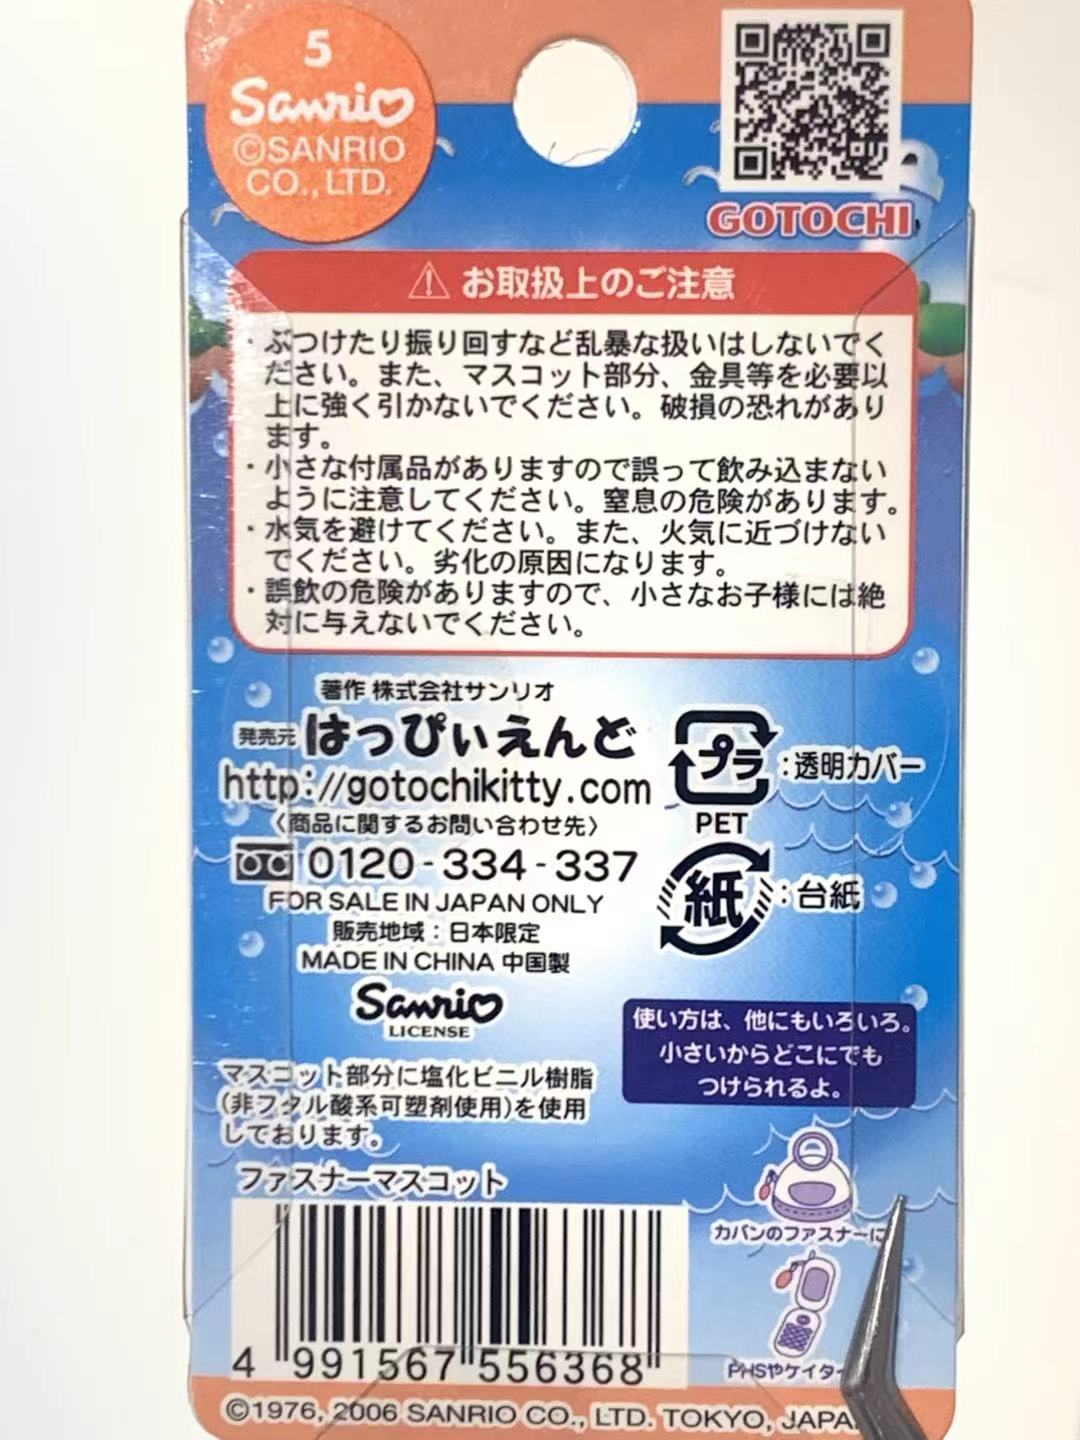 5
Sanrio
©SANRIO
CO., LTD.
GOTOCHI
お取扱上のご注意
・ぶつけたり振り回すなど乱暴な扱いはしないでく
ださい。また、マスコット部分、金具等を必要以
上に強く引かないでください。破損の恐れがあり
ます。
・小さな付属品がありますので誤って飲み込まない
ように注意してください。窒息の危険があります。
・水気を避けてください。また、火気に近づけない
でください。劣化の原因になります。
・誤飲の危険がありますので、小さなお子様には絶
対に与えないでください。
著作 株式会社サンリオ
発売元 はっぴぃえんど
http://gotochikitty.com
〈商品に関するお問い合わせ先〉
0120-334-337
FOR SALE IN JAPAN ONLY
販売地域：日本限定
MADE IN CHINA 中国製
Sanrio
LICENSE
プラ：透明カバー
PET
紙：台紙
使い方は、他にもいろいろ。
小さいからどこにでも
つけられるよ。
マスコット部分に塩化ビニル樹脂
(非フタル酸系可塑剤使用)を使用
しております。
ファスナーマスコット
カバンのファスナーに
PHSやケイタ
4 991567 556368
©1976, 2006 SANRIO CO., LTD. TOKYO, JAPA